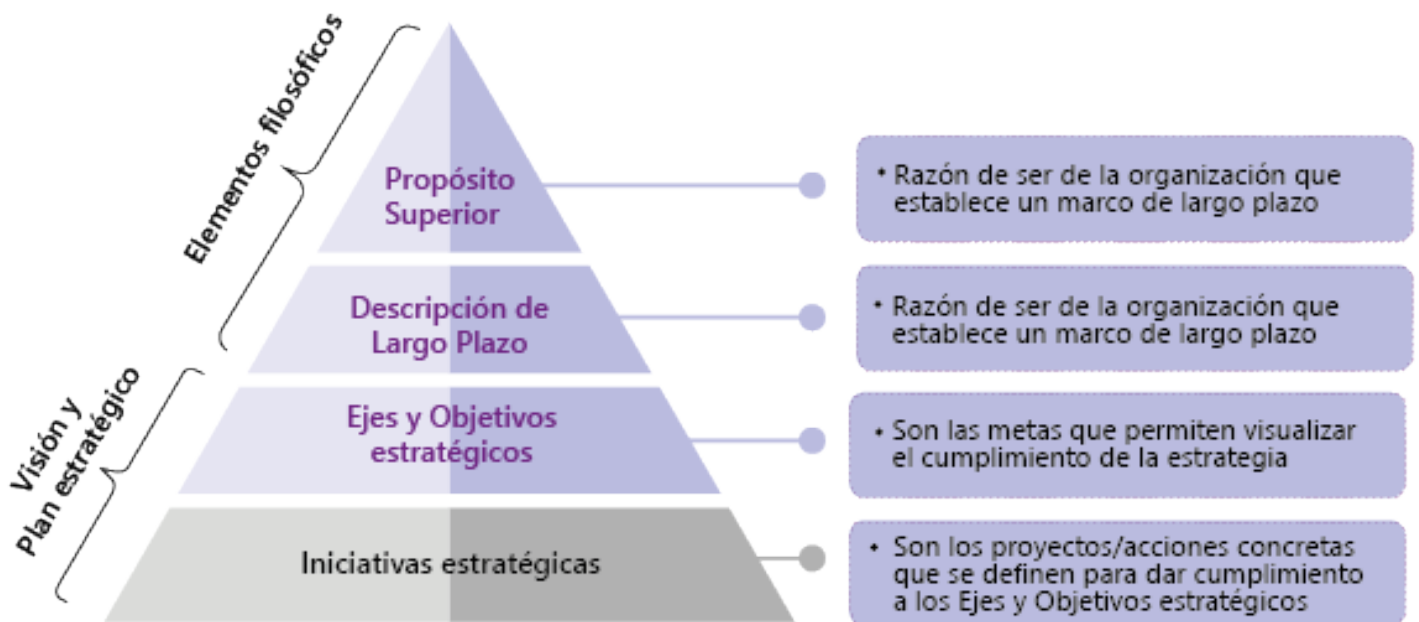 Elementos filosóficos
Propósito
Superior
• Razón de ser de la organización que
establece un marco de largo plazo
Descripción de
Largo Plazo
• Razón de ser de la organización que
establece un marco de largo plazo
Visión y
Plan estratégico
Ejes y Objetivos
estratégicos
• Son las metas que permiten visualizar
el cumplimiento de la estrategia
Iniciativas estratégicas
• Son los proyectos/acciones concretas
que se definen para dar cumplimiento
a los Ejes y Objetivos estratégicos